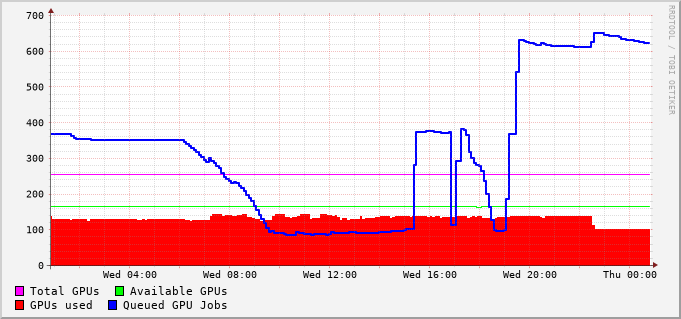 700
600
500
400
300
200
100
0
Wed 04:00 Wed 08:00 Wed 12:00 Wed 16:00 Wed 20:00 Thu 00:00
Total GPUs Available GPUs
GPUs used Queued GPU Jobs
RRDTOOL / TOBI OETIKER